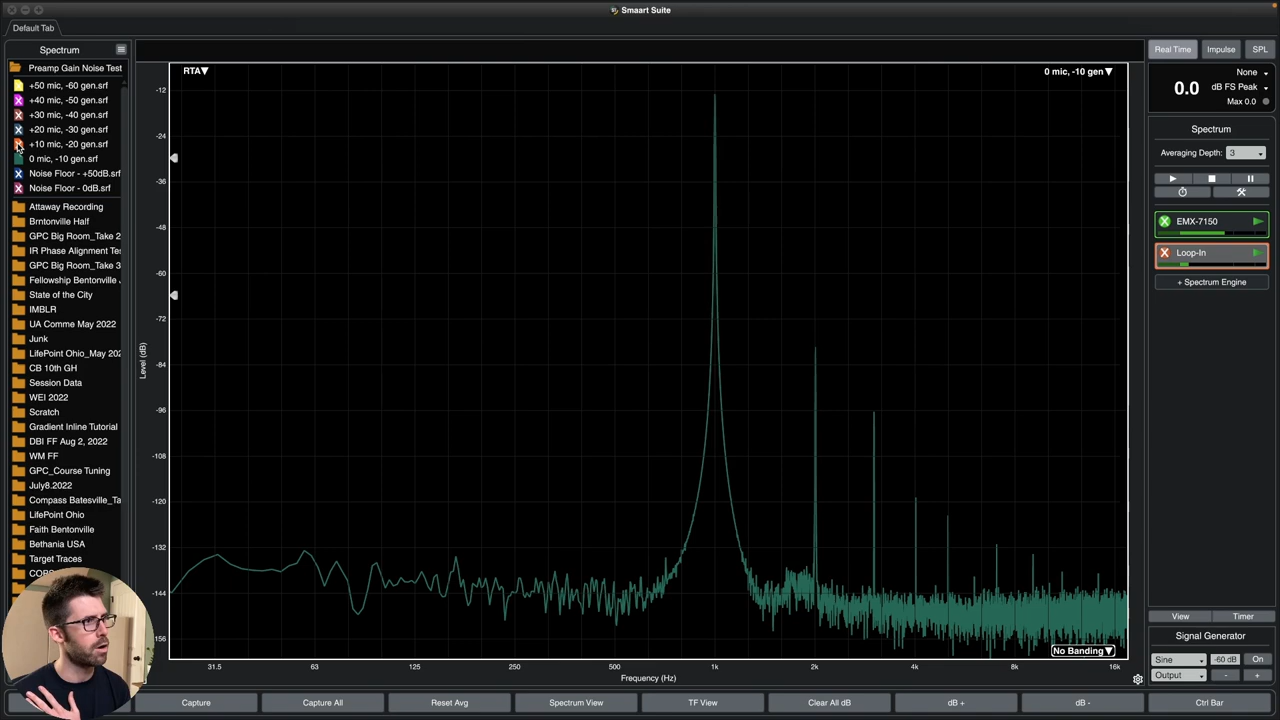 Smaart Suite
Default Tab
Spectrum
Preamp Gain Noise Test
+50 mic, -60 gen.srf
+40 mic, -50 gen.srf
+30 mic, -40 gen.srf
+20 mic, -30 gen.srf
+10 mic, -20 gen.srf
0 mic, -10 gen.srf
Noise Floor - +50dB.srf
Noise Floor - 0dB.srf
Attaway Recording
Brntonville Half
GPC Big Room_Take 2
IR Phase Alignment Tes
GPC Big Room_Take 3
Fellowship Bentonville
State of the City
IMBLR
UA Comme May 2022
Junk
LifePoint Ohio_May 202
CB 10th GH
Session Data
WEI 2022
Scratch
Gradient Inline Tutorial
DBI FF Aug 2, 2022
WM FF
GPC_Course Tuning
July8.2022
Compass Batesville_Ta
LifePoint Ohio
Faith Bentonville
Bethania USA
Target Traces
RTA▼
0 mic, -10 gen▼
Level (dB)
-12
-24
-36
-48
-60
-72
-84
-96
-108
-120
-132
-144
-156
31.5 63 125 250 500 1k 2k 4k 8k 16k
Frequency (Hz)
No Banding▼
Real Time Impulse SPL
None
0.0 dB FS Peak
Max 0.0
Spectrum
Averaging Depth: 3
EMX-7150
Loop-In
+ Spectrum Engine
View Timer
Signal Generator
Sine -60 dB On
Output - +
Capture Capture All Reset Avg Spectrum View TF View Clear All dB dB + dB - Ctrl Bar